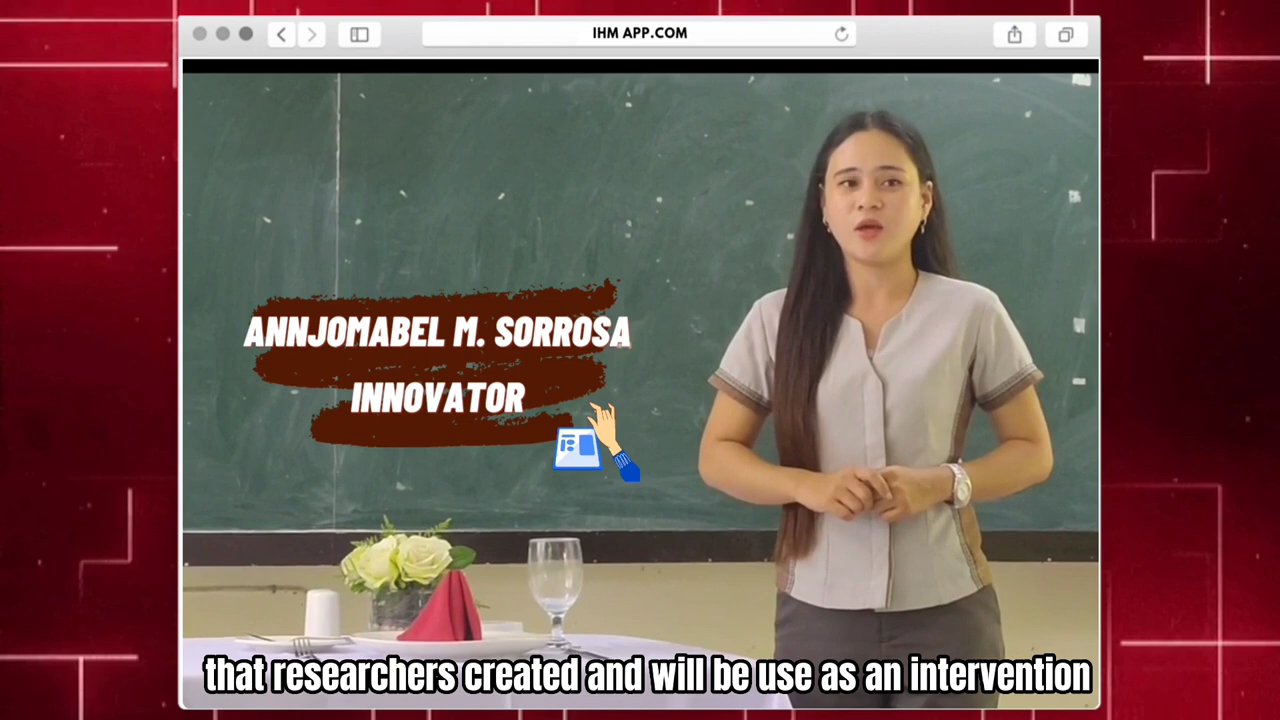 IHM APP.COM
ANNJOMABEL M. SORROSA
INNOVATOR
that researchers created and will be use as an intervention